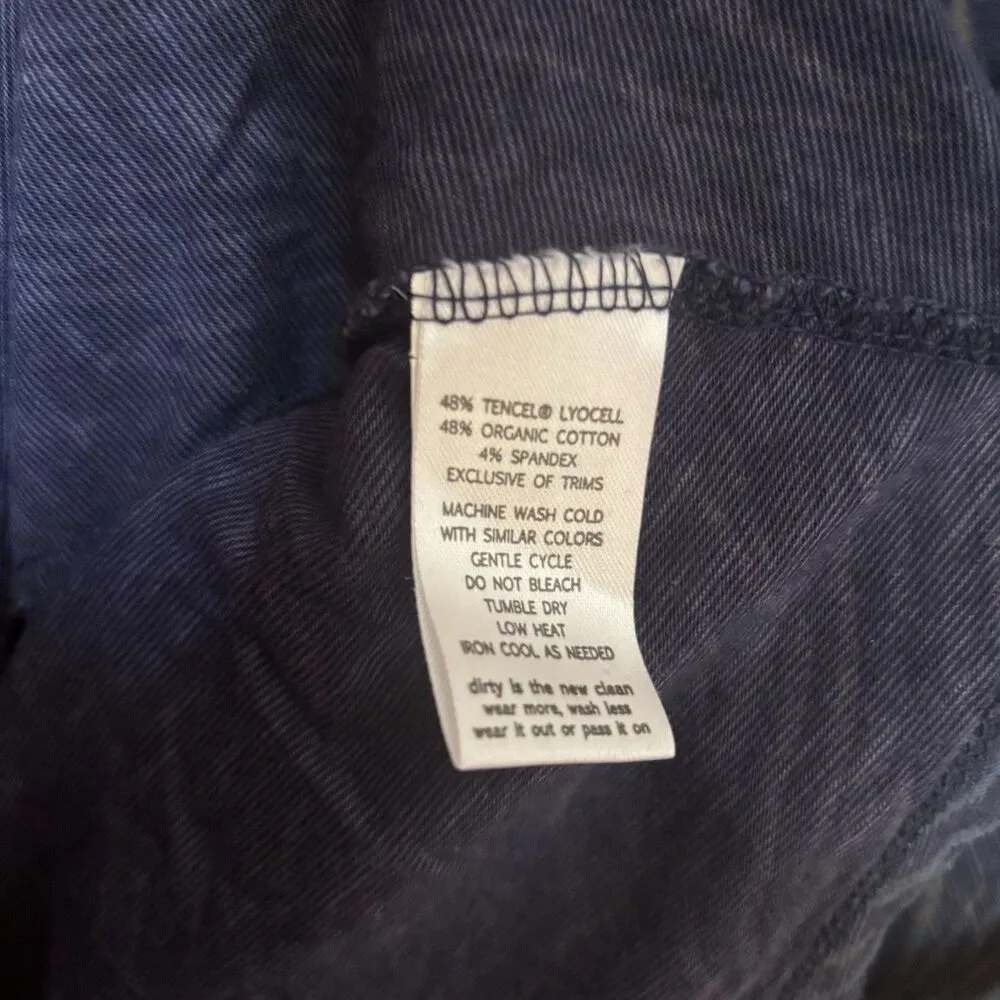 48% TENCEL® LYOCELL
48% ORGANIC COTTON
4% SPANDEX
EXCLUSIVE OF TRIMS
MACHINE WASH COLD
WITH SIMILAR COLORS
GENTLE CYCLE
DO NOT BLEACH
TUMBLE DRY
LOW HEAT
IRON COOL AS NEEDED
dirty is the new clean
wear more, wash less
wear it out or pass it on